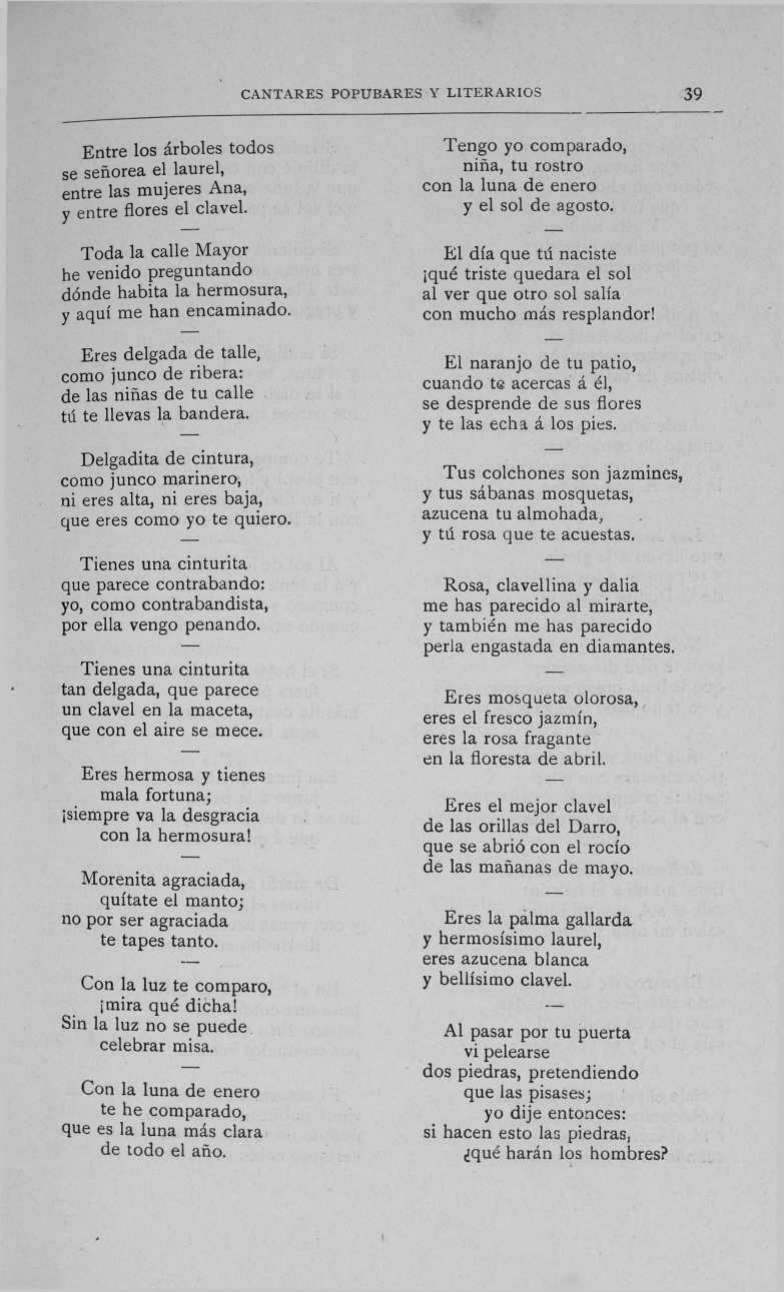 CANTARES POPUBARES Y LITERARIOS 39
Entre los árboles todos
se señorea el laurel,
entre las mujeres Ana,
y entre flores el clavel.
—
Toda la calle Mayor
he venido preguntando
dónde habita la hermosura,
y aquí me han encaminado.
—
Eres delgada de talle,
como junco de ribera:
de las niñas de tu calle
tú te llevas la bandera.
—
Delgadita de cintura,
como junco marinero,
ni eres alta, ni eres baja,
que eres como yo te quiero.
—
Tienes una cinturita
que parece contrabando:
yo, como contrabandista,
por ella vengo penando.
—
Tienes una cinturita
tan delgada, que parece
un clavel en la maceta,
que con el aire se mece.
—
Eres hermosa y tienes
mala fortuna;
¡siempre va la desgracia
con la hermosura!
—
Morenita agraciada,
quítate el manto;
no por ser agraciada
te tapes tanto.
—
Con la luz te comparo,
¡mira qué dicha!
Sin la luz no se puede
celebrar misa.
—
Con la luna de enero
te he comparado,
que es la luna más clara
de todo el año.
Tengo yo comparado,
niña, tu rostro
con la luna de enero
y el sol de agosto.
—
El día que tú naciste
¡qué triste quedara el sol
al ver que otro sol salía
con mucho más resplandor!
—
El naranjo de tu patio,
cuando te acercas á él,
se desprende de sus flores
y te las echa á los pies.
—
Tus colchones son jazmines,
y tus sábanas mosquetas,
azucena tu almohada,
y tú rosa que te acuestas.
—
Rosa, clavellina y dalia
me has parecido al mirarte,
y también me has parecido
perla engastada en diamantes.
—
Eres mosqueta olorosa,
eres el fresco jazmín,
eres la rosa fragante
en la floresta de abril.
—
Eres el mejor clavel
de las orillas del Darro,
que se abrió con el rocío
de las mañanas de mayo.
—
Eres la palma gallarda
y hermosísimo laurel,
eres azucena blanca
y bellísimo clavel.
—
Al pasar por tu puerta
vi pelearse
dos piedras, pretendiendo
que las pisases;
yo dije entonces:
si hacen esto las piedras,
¿qué harán los hombres?